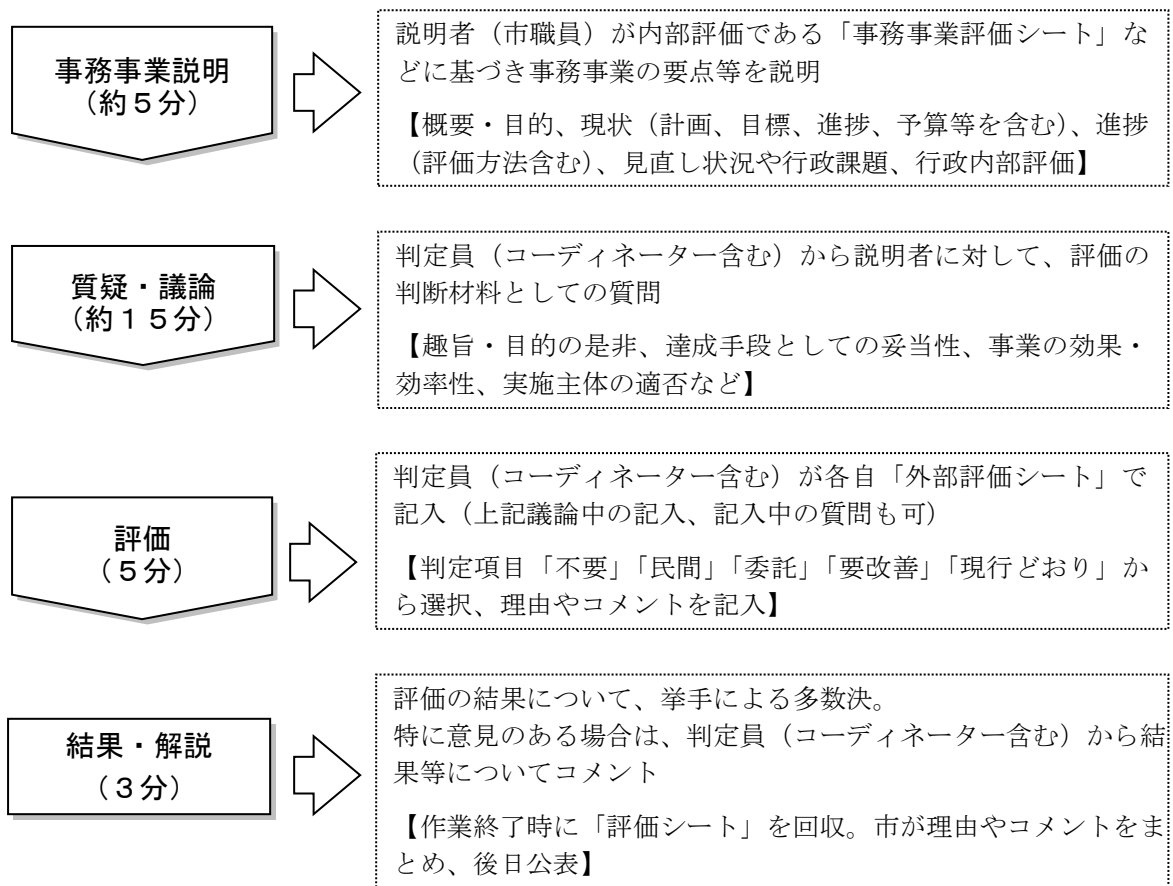 事務事業説明
（約５分）
説明者（市職員）が内部評価である「事務事業評価シート」な
どに基づき事務事業の要点等を説明
【概要・目的、現状（計画、目標、進捗、予算等を含む）、進捗
（評価方法含む）、見直し状況や行政課題、行政内部評価】
質疑・議論
（約１５分）
判定員（コーディネーター含む）から説明者に対して、評価の
判断材料としての質問
【趣旨・目的の是非、達成手段としての妥当性、事業の効果・
効率性、実施主体の適否など】
評価
（５分）
判定員（コーディネーター含む）が各自「外部評価シート」で
記入（上記議論中の記入、記入中の質問も可）
【判定項目「不要」「民間」「委託」「要改善」「現行どおり」か
ら選択、理由やコメントを記入】
結果・解説
（３分）
評価の結果について、挙手による多数決。
特に意見のある場合は、判定員（コーディネーター含む）から結
果等についてコメント
【作業終了時に「評価シート」を回収。市が理由やコメントをま
とめ、後日公表】